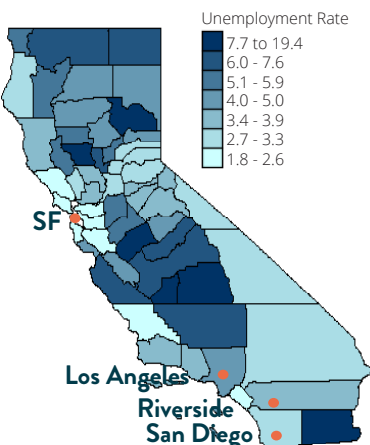 Unemployment Rate
7.7 to 19.4
6.0 - 7.6
5.1 - 5.9
4.0 - 5.0
3.4 - 3.9
2.7 - 3.3
1.8 - 2.6
SF
Los Angeles
Riverside
San Diego